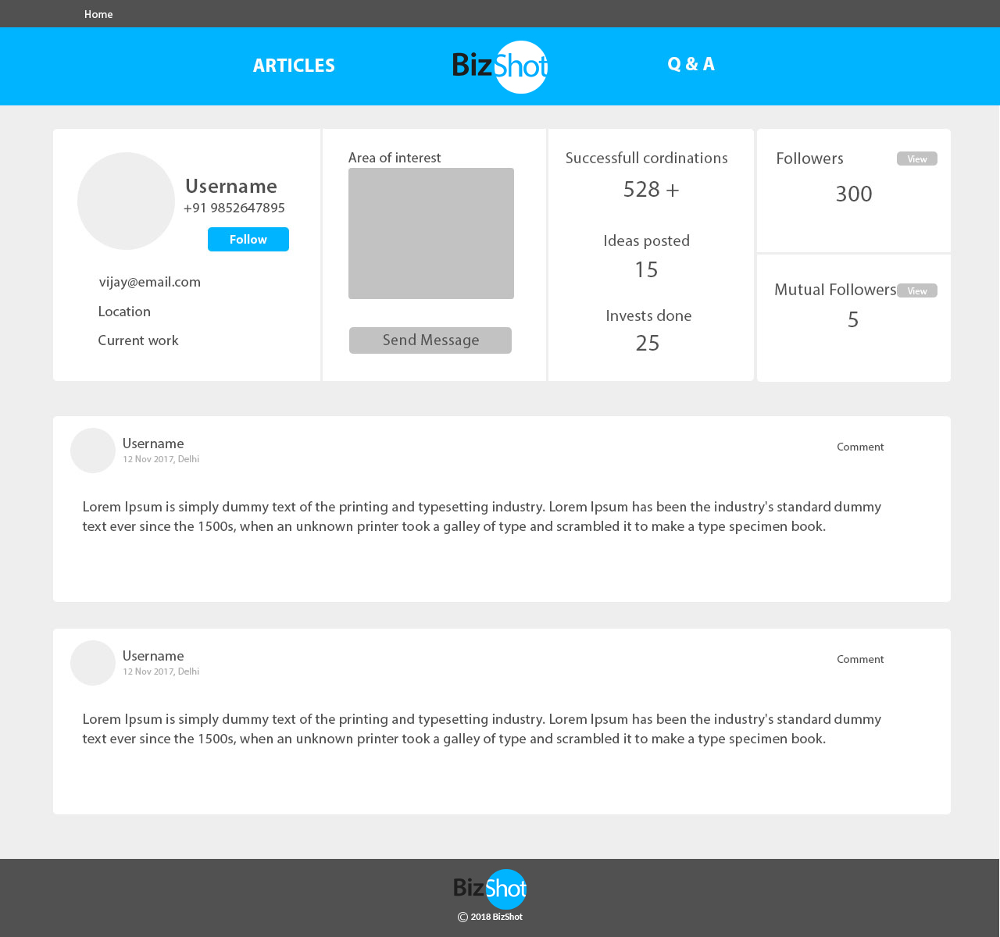 Home
ARTICLES
BizShot
Q & A
Username
+91 9852647895
Follow
vijay@email.com
Location
Current work
Area of interest
Send Message
Successfull cordinations
528 +
Ideas posted
15
Invests done
25
Followers
View
300
Mutual Followers
View
5
Username
12 Nov 2017, Delhi
Comment
Lorem Ipsum is simply dummy text of the printing and typesetting industry. Lorem Ipsum has been the industry's standard dummy
text ever since the 1500s, when an unknown printer took a galley of type and scrambled it to make a type specimen book.
Username
12 Nov 2017, Delhi
Comment
Lorem Ipsum is simply dummy text of the printing and typesetting industry. Lorem Ipsum has been the industry's standard dummy
text ever since the 1500s, when an unknown printer took a galley of type and scrambled it to make a type specimen book.
BizShot
© 2018 BizShot